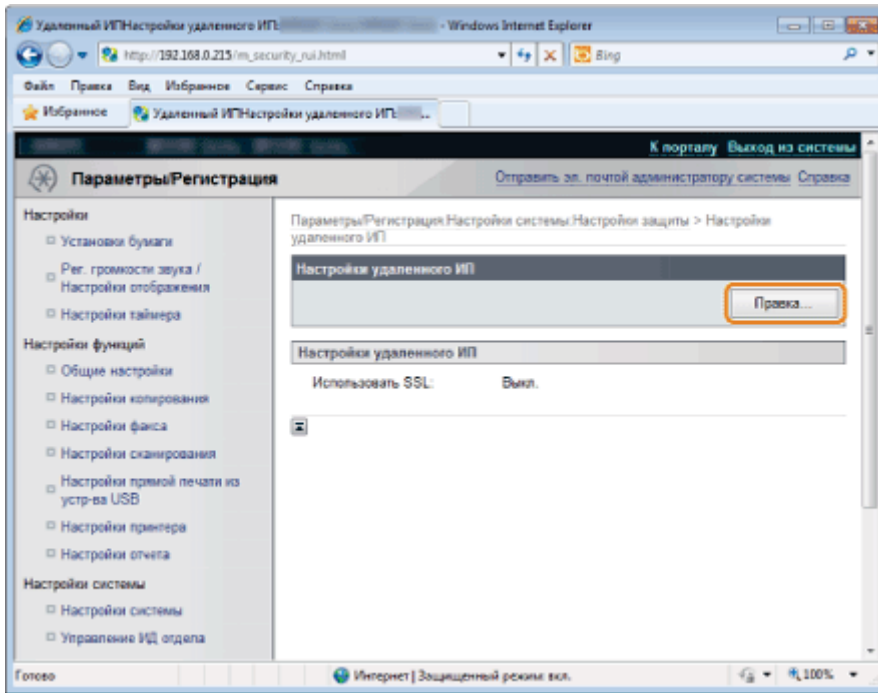 Удаленный ИПНастройки удаленного ИП: - Windows Internet Explorer
http://192.168.0.215/m_security_rui.html
Bing
Файл Правка Вид Избранное Сервис Справка
Избранное
Удаленный ИПНастройки удаленного ИП: ...
К порталу Выход из системы
Параметры/Регистрация
Отправить эл. почтой администратору системы Справка
Настройки
Установки бумаги
Рег. громкости звука /
Настройки отображения
Настройки таймера
Настройки функций
Общие настройки
Настройки копирования
Настройки факса
Настройки сканирования
Настройки прямой печати из
устр-ва USB
Настройки принтера
Настройки отчета
Настройки системы
Настройки системы
Управление ИД отдела
Параметры/Регистрация:Настройки системы:Настройки защиты > Настройки
удаленного ИП
Настройки удаленного ИП
Правка...
Настройки удаленного ИП
Использовать SSL: Выкл.
Готово
Интернет | Защищенный режим: вкл.
100%